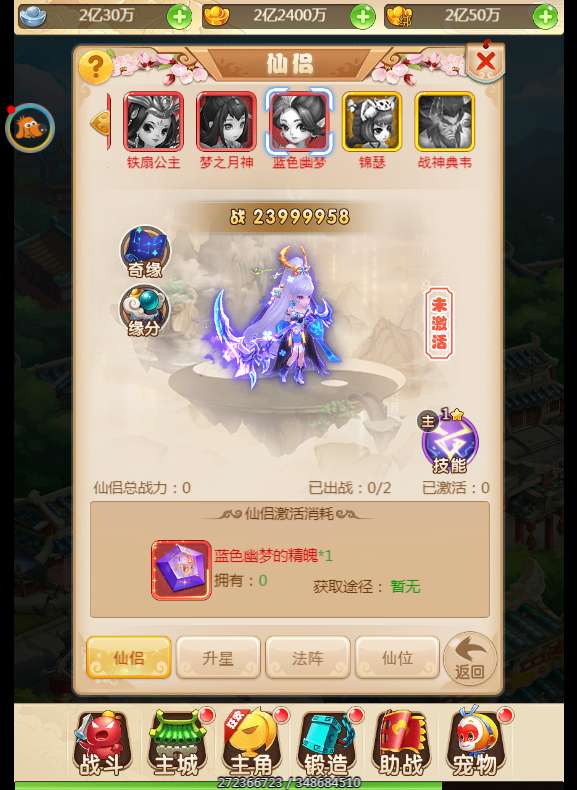 2亿30万
2亿2400万
2亿50万
?
仙侣
铁扇公主
梦之月神
蓝色幽梦
锦瑟
战神典韦
战 23999958
奇缘
缘分
未激活
主 1
技能
仙侣总战力：0
已出战：0/2
已激活：0
仙侣激活消耗
蓝色幽梦的精魄*1
拥有：0
获取途径：暂无
仙侣
升星
法阵
仙位
返回
狂欢
战斗
主城
主角
锻造
助战
宠物
272366723 / 348684510